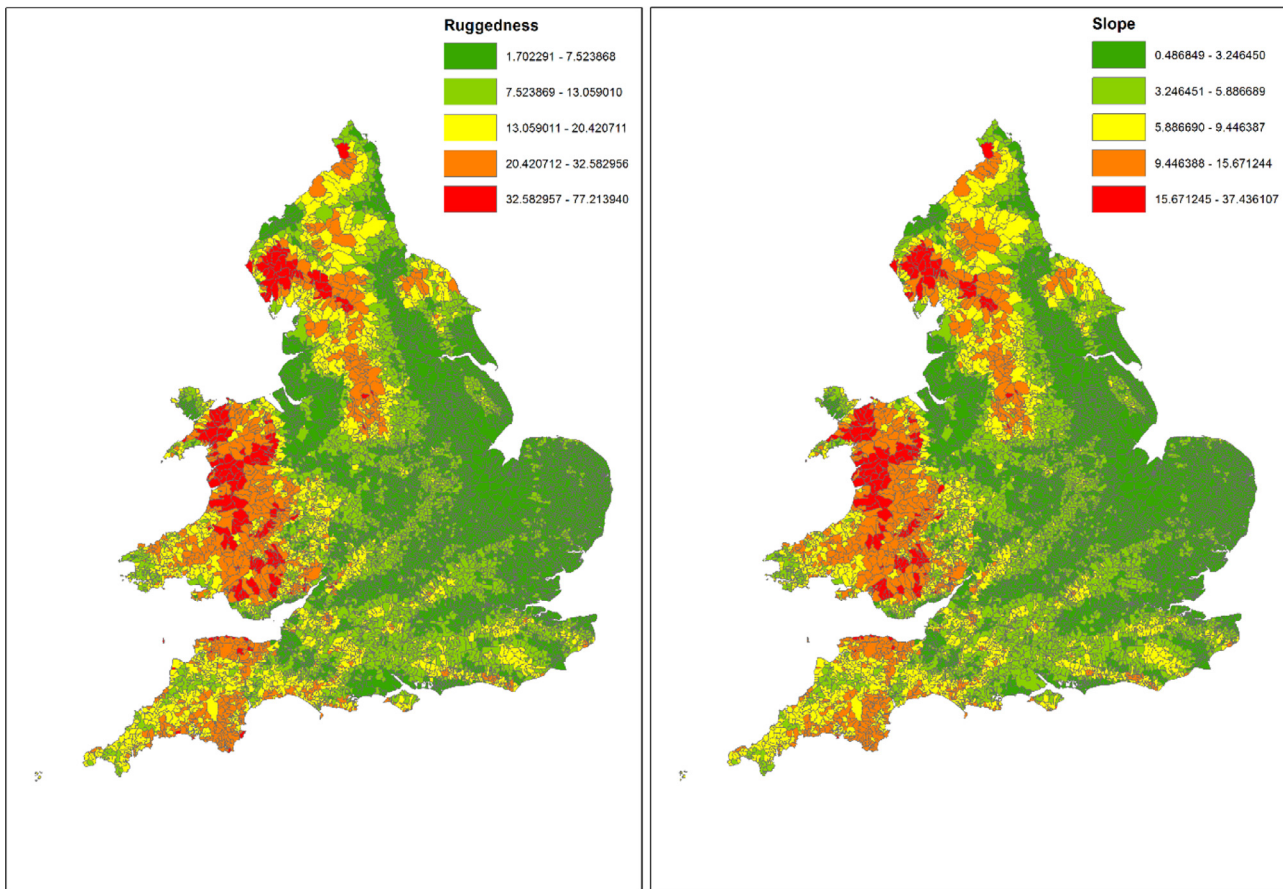 Ruggedness
1.702291 - 7.523868
7.523869 - 13.059010
13.059011 - 20.420711
20.420712 - 32.582956
32.582957 - 77.213940
Slope
0.486849 - 3.246450
3.246451 - 5.886689
5.886690 - 9.446387
9.446388 - 15.671244
15.671245 - 37.436107